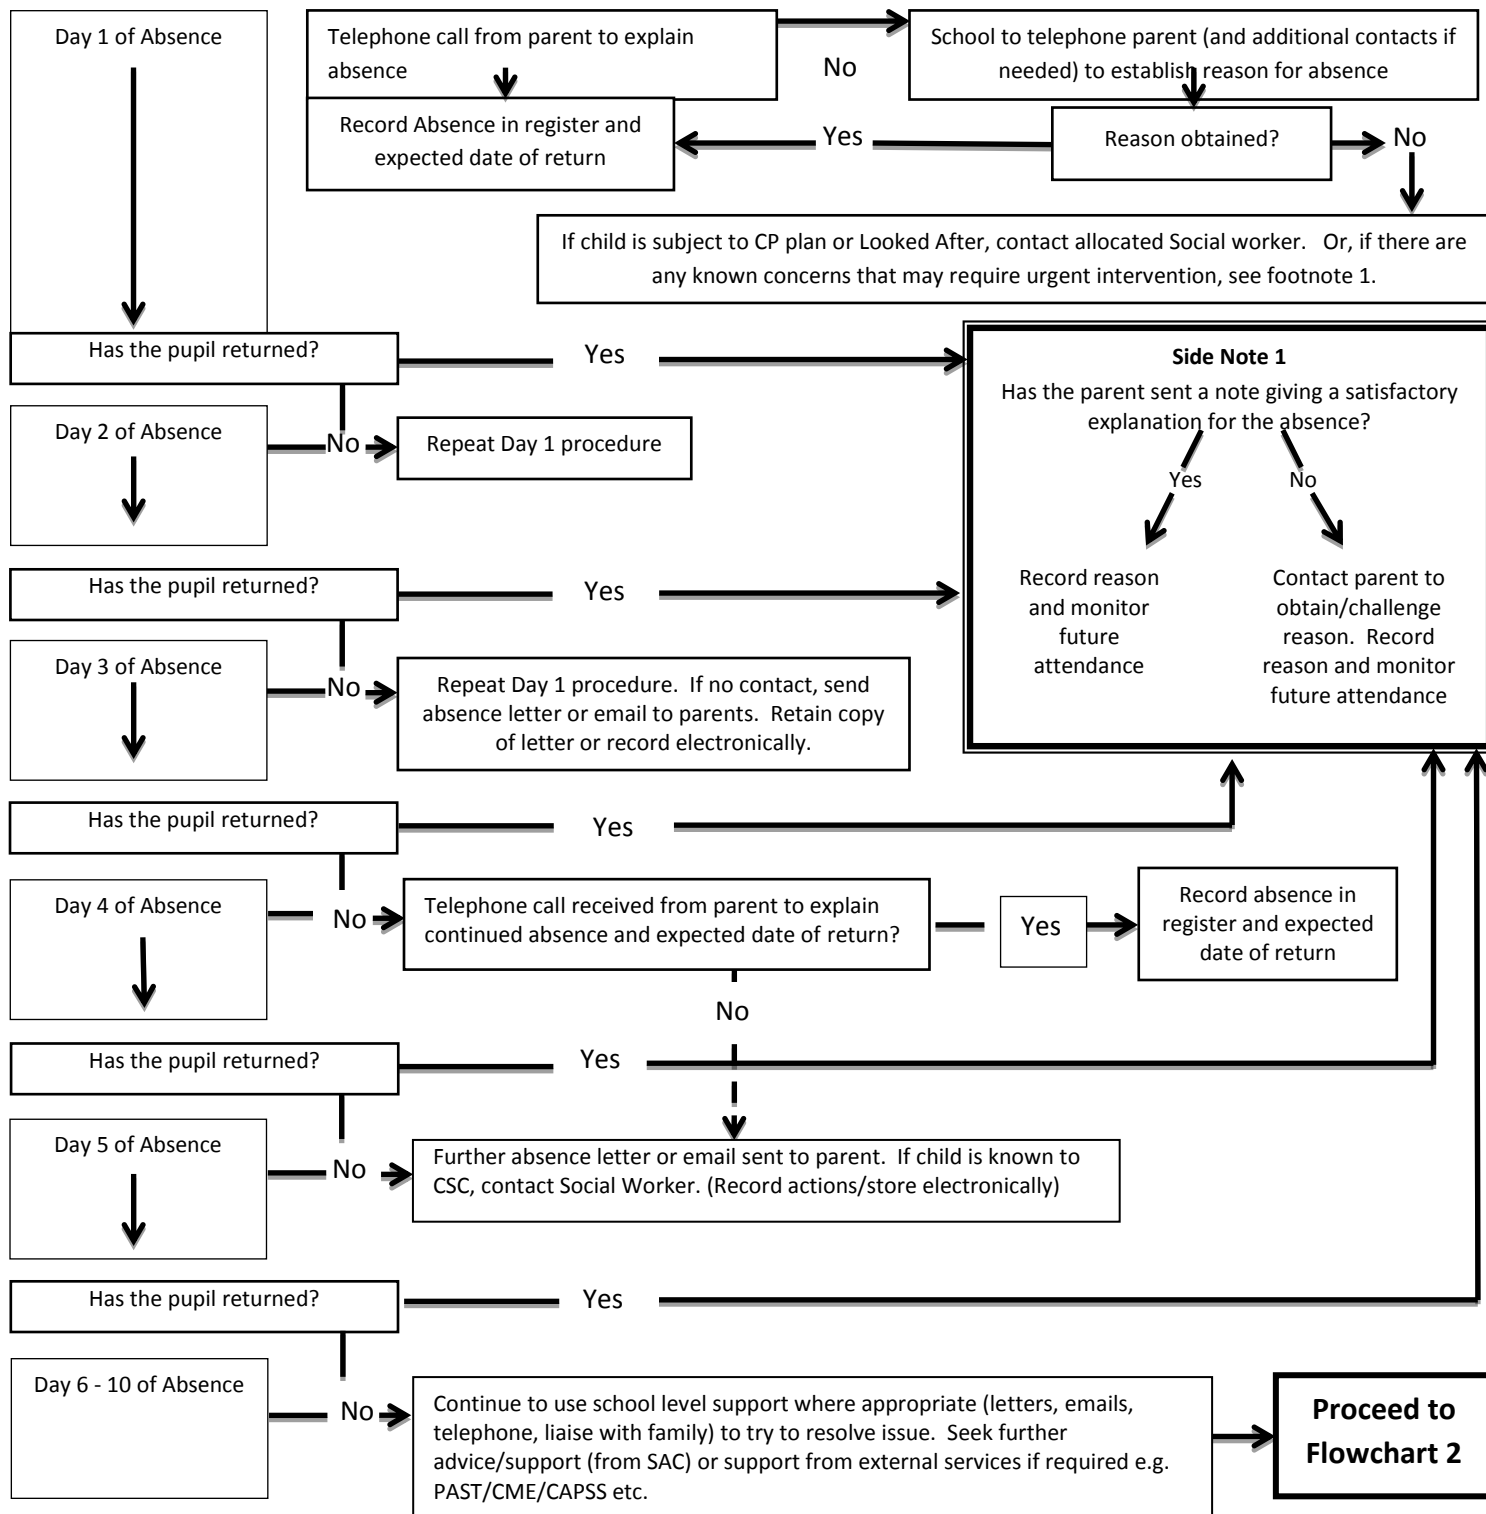 Day 1 of Absence
Telephone call from parent to explain
absence
No
School to telephone parent (and additional contacts if
needed) to establish reason for absence
Record Absence in register and
expected date of return
Yes
Reason obtained?
No
If child is subject to CP plan or Looked After, contact allocated Social worker. Or, if there are
any known concerns that may require urgent intervention, see footnote 1.
Has the pupil returned?
Yes
Side Note 1
Has the parent sent a note giving a satisfactory
explanation for the absence?
Yes
No
Record reason
and monitor
future
attendance
Contact parent to
obtain/challenge
reason. Record
reason and monitor
future attendance
Day 2 of Absence
No
Repeat Day 1 procedure
Has the pupil returned?
Yes
Day 3 of Absence
No
Repeat Day 1 procedure. If no contact, send
absence letter or email to parents. Retain copy
of letter or record electronically.
Has the pupil returned?
Yes
Day 4 of Absence
No
Telephone call received from parent to explain
continued absence and expected date of return?
Yes
Record absence in
register and expected
date of return
No
Has the pupil returned?
Yes
Day 5 of Absence
No
Further absence letter or email sent to parent. If child is known to
CSC, contact Social Worker. (Record actions/store electronically)
Has the pupil returned?
Yes
Day 6 - 10 of Absence
No
Continue to use school level support where appropriate (letters, emails,
telephone, liaise with family) to try to resolve issue. Seek further
advice/support (from SAC) or support from external services if required e.g.
PAST/CME/CAPSS etc.
Proceed to
Flowchart 2